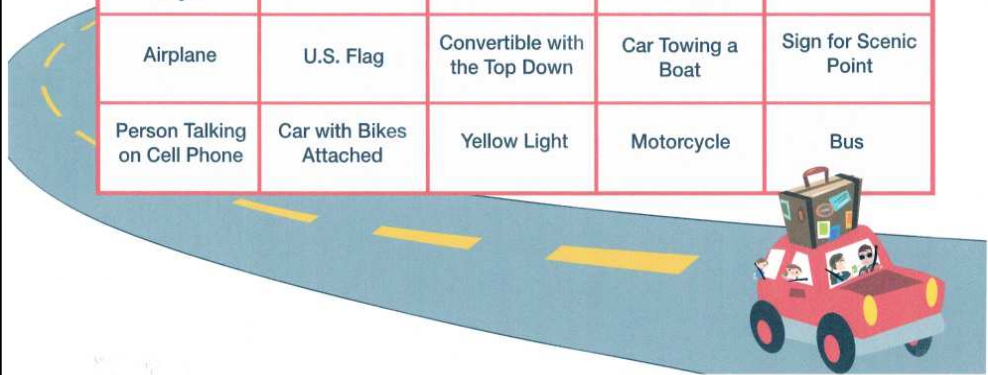 Airplane
U.S. Flag
Convertible with
the Top Down
Car Towing a
Boat
Sign for Scenic
Point
Person Talking
on Cell Phone
Car with Bikes
Attached
Yellow Light
Motorcycle
Bus